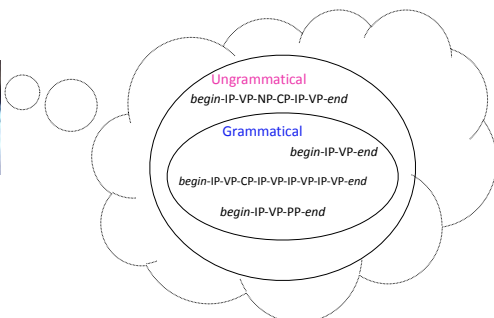 Ungrammatical
begin-IP-VP-NP-CP-IP-VP-end
Grammatical
begin-IP-VP-end
begin-IP-VP-CP-IP-VP-IP-VP-IP-VP-end
begin-IP-VP-PP-end